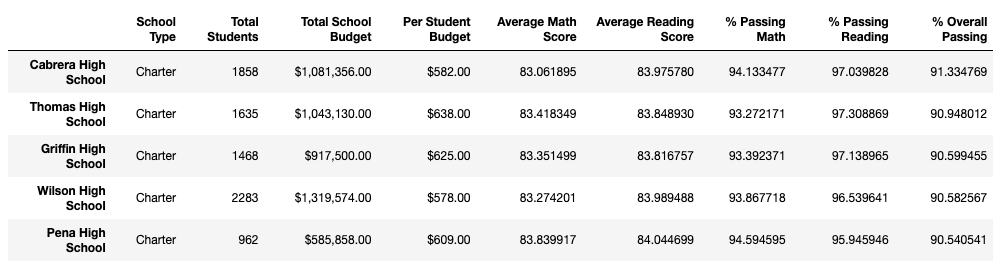 School Type Total Students Total School Budget Per Student Budget Average Math Score Average Reading Score % Passing Math % Passing Reading % Overall Passing
Cabrera High School Charter 1858 $1,081,356.00 $582.00 83.061895 83.975780 94.133477 97.039828 91.334769
Thomas High School Charter 1635 $1,043,130.00 $638.00 83.418349 83.848930 93.272171 97.308869 90.948012
Griffin High School Charter 1468 $917,500.00 $625.00 83.351499 83.816757 93.392371 97.138965 90.599455
Wilson High School Charter 2283 $1,319,574.00 $578.00 83.274201 83.989488 93.867718 96.539641 90.582567
Pena High School Charter 962 $585,858.00 $609.00 83.839917 84.044699 94.594595 95.945946 90.540541